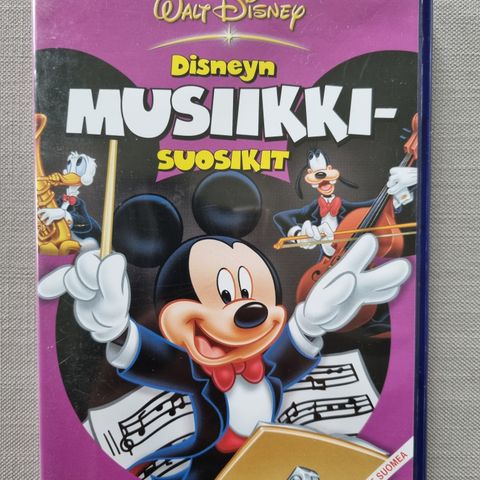 WALT DISNEY
Disneyn
MUSIIKKI-
SUOSIKIT
SUOMEA